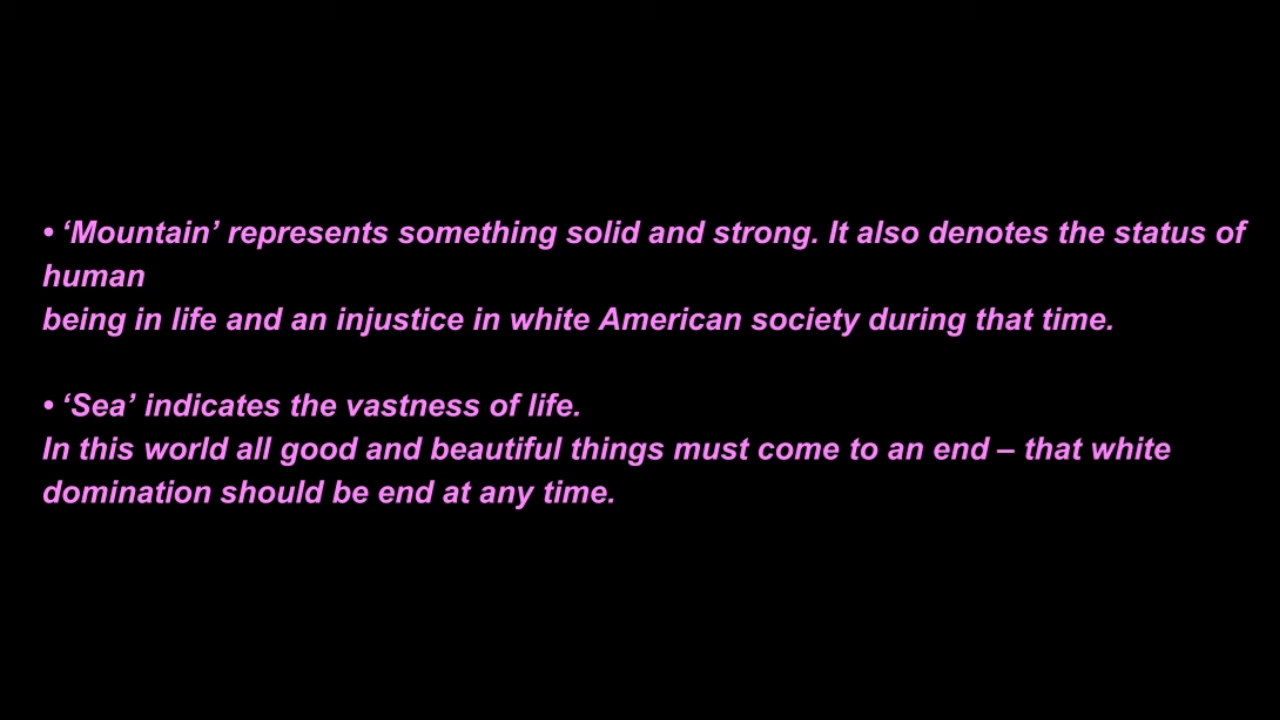 • ‘Mountain’ represents something solid and strong. It also denotes the status of
human
being in life and an injustice in white American society during that time.
• ‘Sea’ indicates the vastness of life.
In this world all good and beautiful things must come to an end – that white
domination should be end at any time.